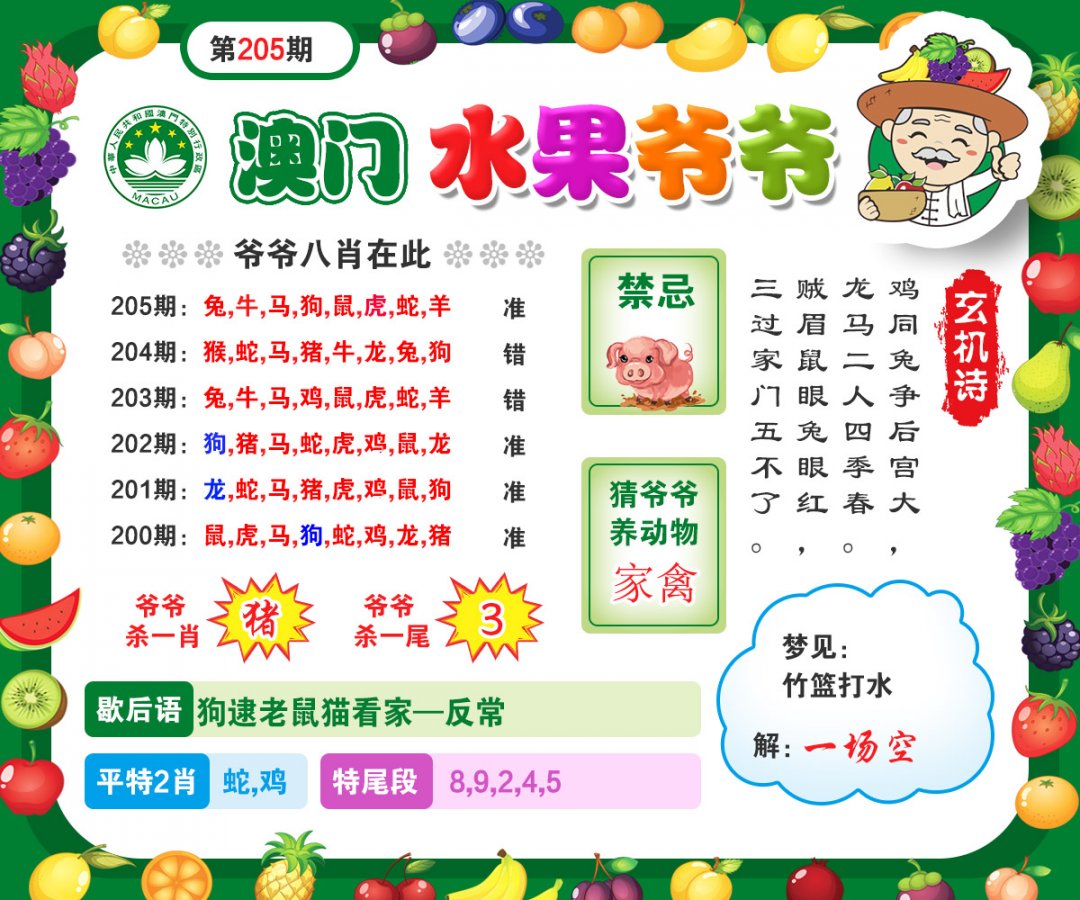 第205期
中華人民共和國澳門特別行政區
MACAU
澳门 水果爷爷
爷爷八肖在此
205期：兔,牛,马,狗,鼠,虎,蛇,羊 准
204期：猴,蛇,马,猪,牛,龙,兔,狗 错
203期：兔,牛,马,鸡,鼠,虎,蛇,羊 错
202期：狗,猪,马,蛇,虎,鸡,鼠,龙 准
201期：龙,蛇,马,猪,虎,鸡,鼠,狗 准
200期：鼠,虎,马,狗,蛇,鸡,龙,猪 准
爷爷
杀一肖
猪
爷爷
杀一尾
3
禁忌
猜爷爷
养动物
家禽
玄机诗
鸡同兔争后宫大，
龙马二人四季春。
贼眉鼠眼兔眼红，
三过家门五不了。
梦见：
竹篮打水
解：一场空
歇后语 狗逮老鼠猫看家—反常
平特2肖 蛇,鸡
特尾段 8,9,2,4,5